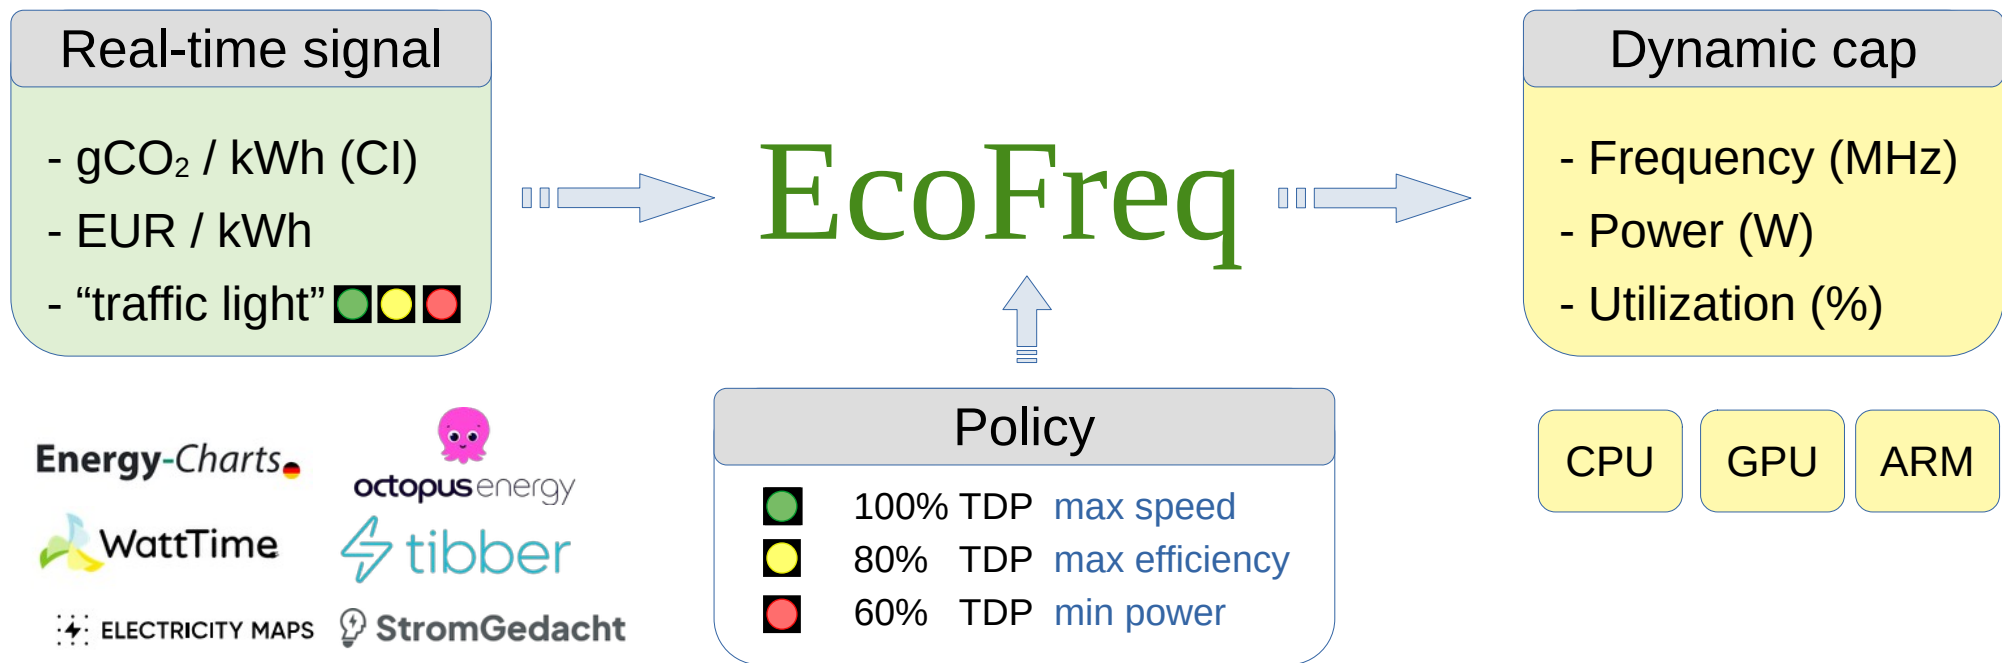 Real-time signal
- gCO₂ / kWh (CI)
- EUR / kWh
- “traffic light”
Energy-Charts
octopus energy
WattTime
tibber
ELECTRICITY MAPS
StromGedacht
EcoFreq
Policy
100% TDP max speed
80% TDP max efficiency
60% TDP min power
Dynamic cap
- Frequency (MHz)
- Power (W)
- Utilization (%)
CPU
GPU
ARM